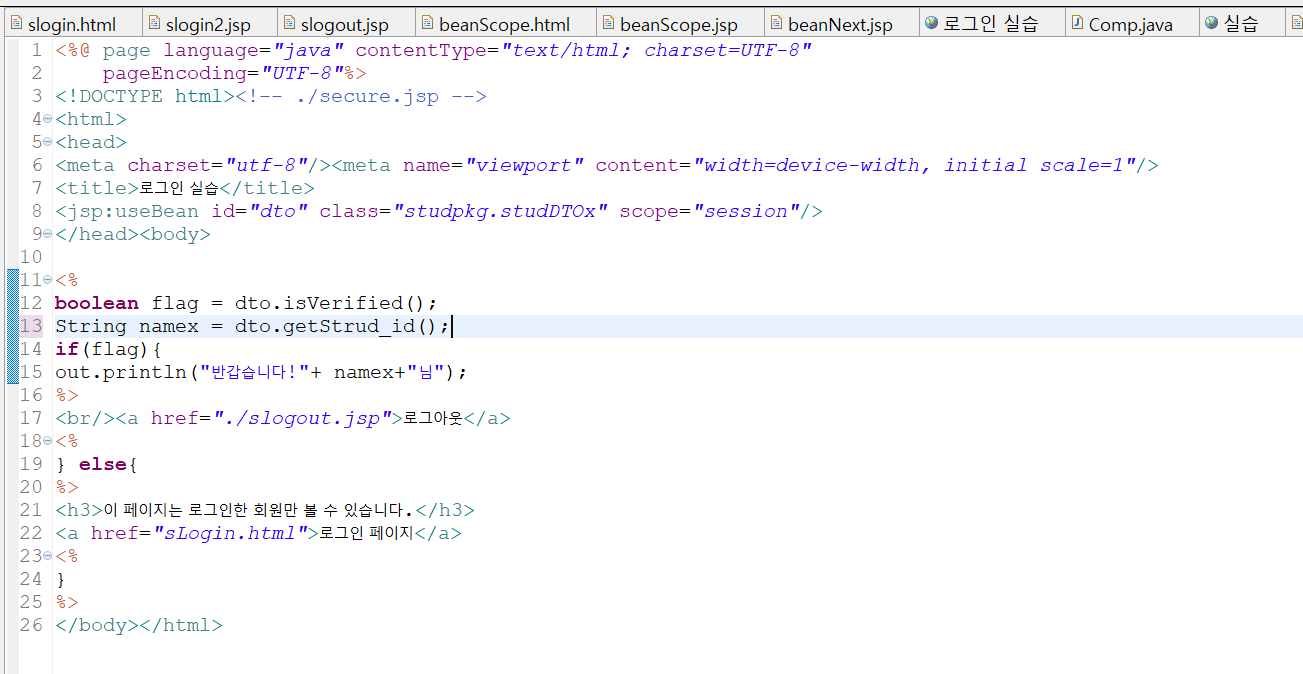 slogin.html slogin2.jsp slogout.jsp beanScope.html beanScope.jsp beanNext.jsp 로그인 실습 Comp.java 실습
1 <%@ page language="java" contentType="text/html; charset=UTF-8"
2 pageEncoding="UTF-8"%>
3 <!DOCTYPE html><!-- ./secure.jsp -->
4 <html>
5 <head>
6 <meta charset="utf-8"/><meta name="viewport" content="width=device-width, initial scale=1"/>
7 <title>로그인 실습</title>
8 <jsp:useBean id="dto" class="studpkg.studDTOx" scope="session"/>
9 </head><body>
10
11 <%
12 boolean flag = dto.isVerified();
13 String namex = dto.getStrud_id();
14 if(flag){
15 out.println("반갑습니다!"+ namex+"님");
16 %>
17 <br/><a href="./slogout.jsp">로그아웃</a>
18 <%
19 } else{
20 %>
21 <h3>이 페이지는 로그인한 회원만 볼 수 있습니다.</h3>
22 <a href="sLogin.html">로그인 페이지</a>
23 <%
24 }
25 %>
26 </body></html>